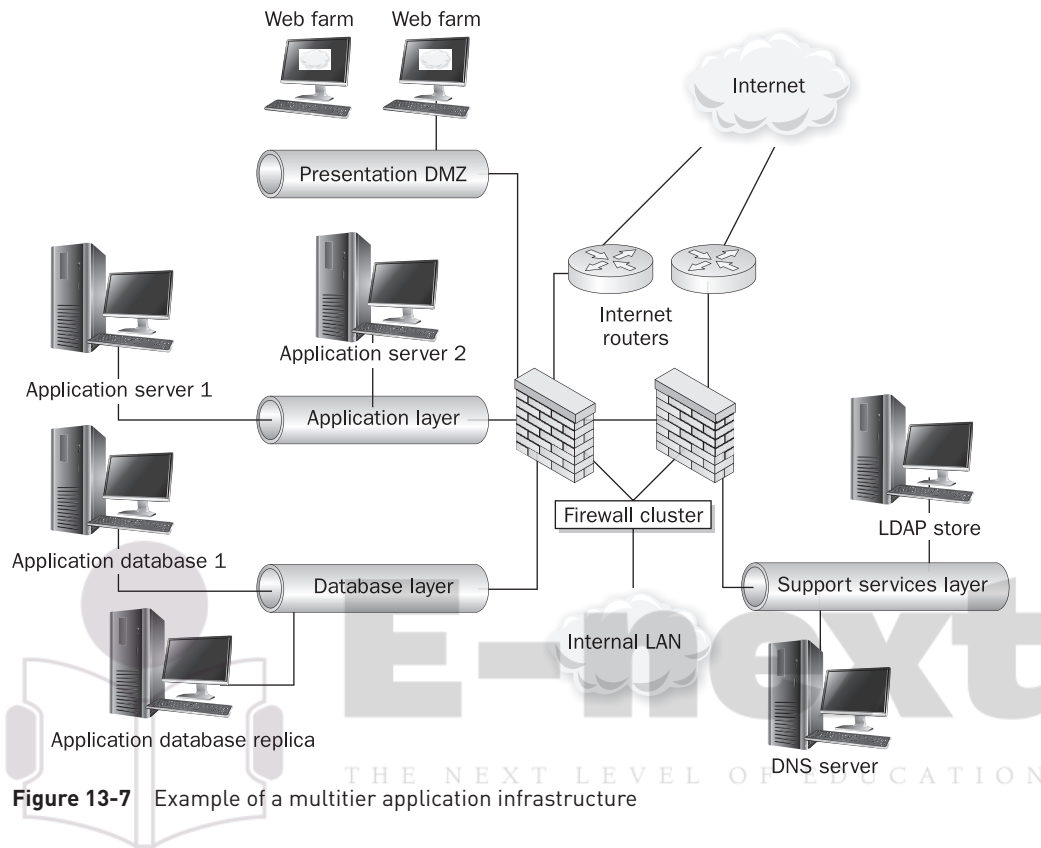 Web farm
Web farm
Internet
Presentation DMZ
Internet
routers
Application server 2
Application server 1
Application layer
Firewall cluster
LDAP store
Application database 1
Database layer
Support services layer
Internal LAN
E-next
Application database replica
DNS server
THE NEXT LEVEL OF EDUCATION
Figure 13-7 Example of a multitier application infrastructure